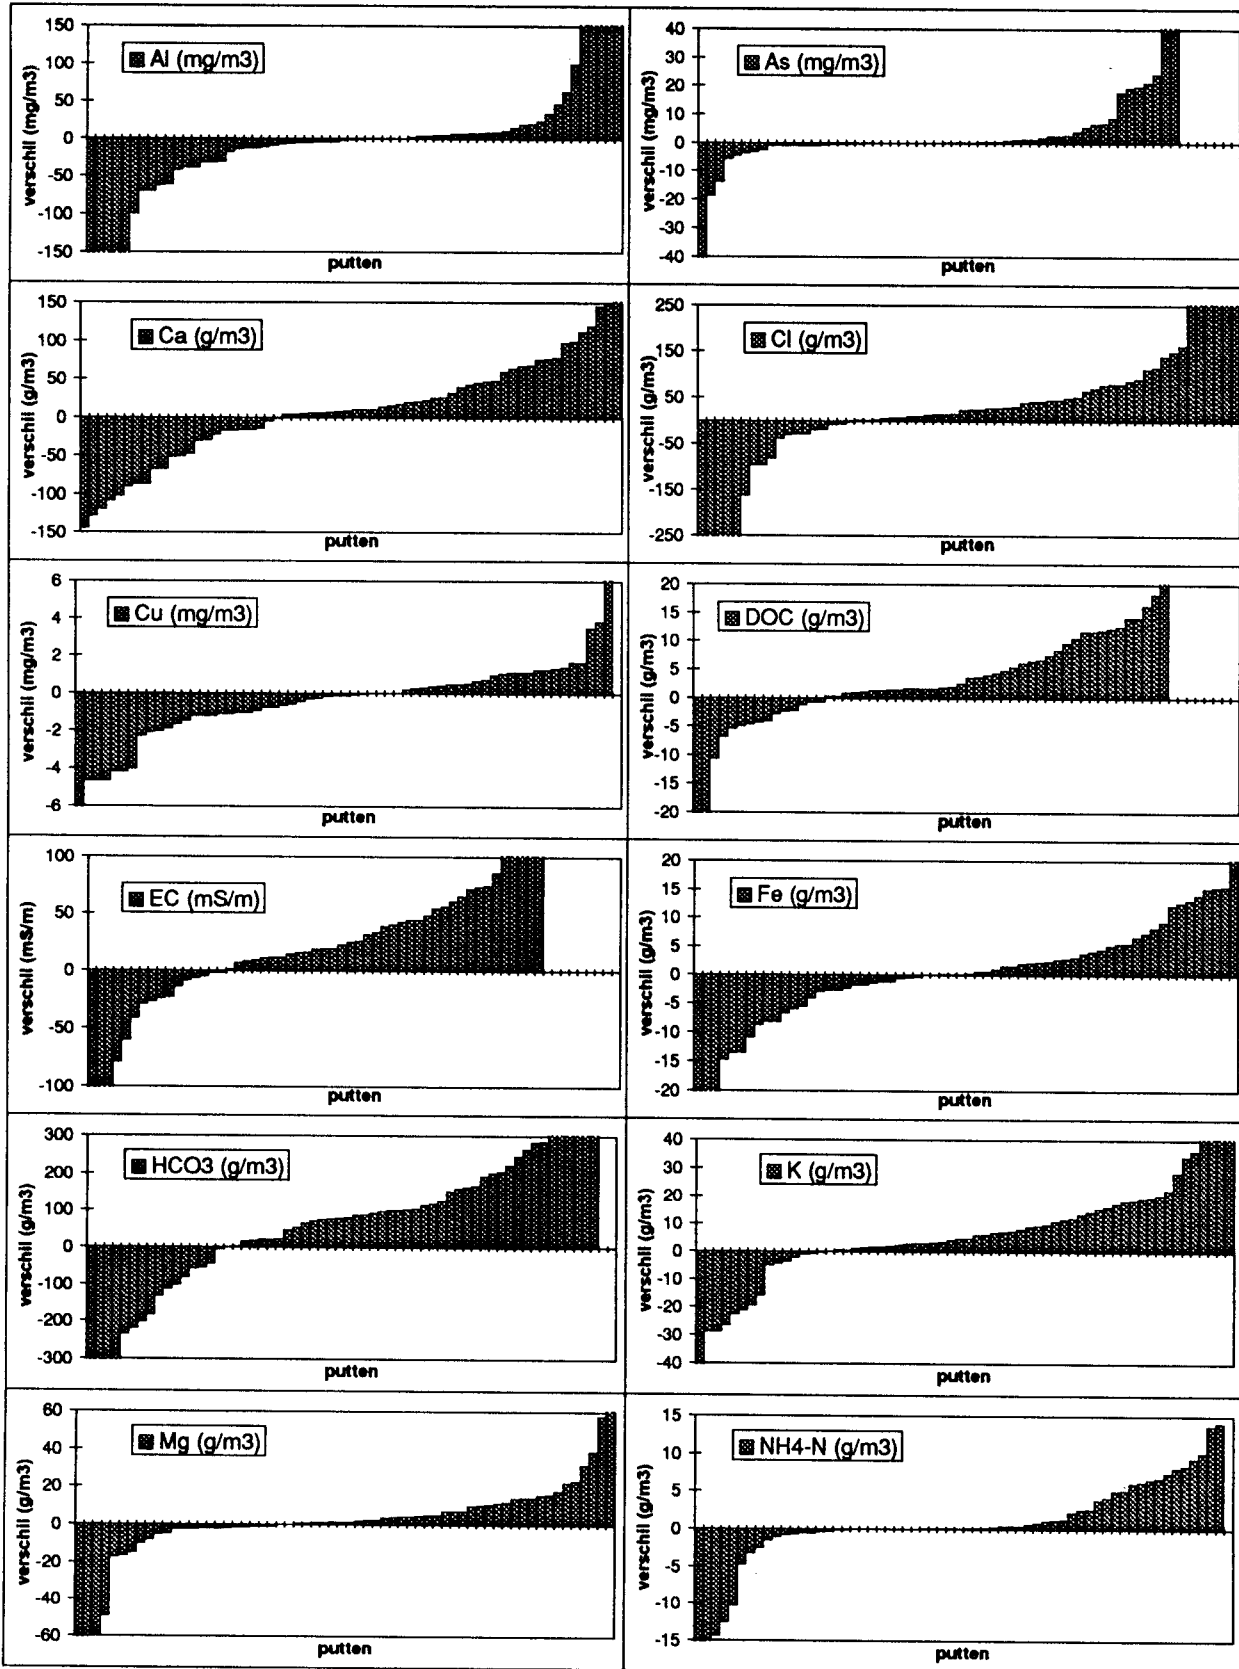 Al (mg/m3)
verschil (mg/m3)
150
100
50
0
-50
-100
-150
putten
As (mg/m3)
verschil (mg/m3)
40
30
20
10
0
-10
-20
-30
-40
putten
Ca (g/m3)
verschil (g/m3)
150
100
50
0
-50
-100
-150
putten
Cl (g/m3)
verschil (g/m3)
250
150
50
-50
-150
-250
putten
Cu (mg/m3)
verschil (mg/m3)
6
4
2
0
-2
-4
-6
putten
DOC (g/m3)
verschil (g/m3)
20
15
10
5
0
-5
-10
-15
-20
putten
EC (mS/m)
verschil (mS/m)
100
50
0
-50
-100
putten
Fe (g/m3)
verschil (g/m3)
20
15
10
5
0
-5
-10
-15
-20
putten
HCO3 (g/m3)
verschil (g/m3)
300
200
100
0
-100
-200
-300
putten
K (g/m3)
verschil (g/m3)
40
30
20
10
0
-10
-20
-30
-40
putten
Mg (g/m3)
verschil (g/m3)
60
40
20
0
-20
-40
-60
putten
NH4-N (g/m3)
verschil (g/m3)
15
10
5
0
-5
-10
-15
putten